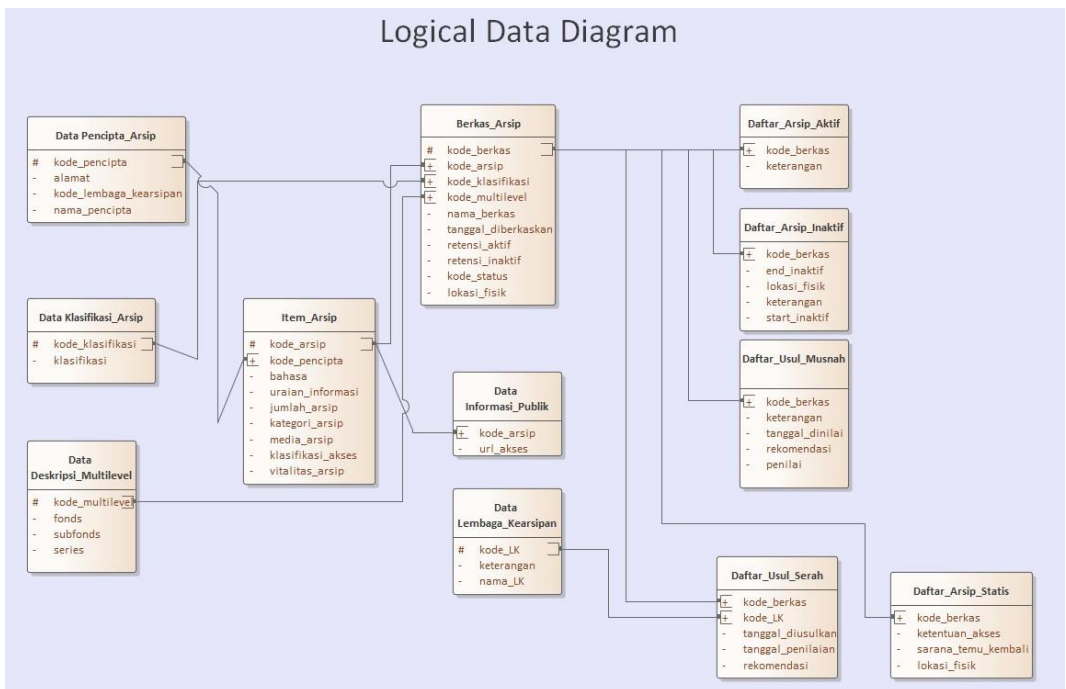 Logical Data Diagram
Data Pencipta_Arsip
# kode_pencipta
- alamat
- kode_lembaga_kearsipan
- nama_pencipta
Data Klasifikasi_Arsip
# kode_klasifikasi
- klasifikasi
Data
Deskripsi_Multilevel
# kode_multilevel
- fonds
- subfonds
- series
Item_Arsip
# kode_arsip
+ kode_pencipta
- bahasa
- uraian_informasi
- jumlah_arsip
- kategori_arsip
- media_arsip
- klasifikasi_akses
- vitalitas_arsip
Berkas_Arsip
# kode_berkas
+ kode_arsip
+ kode_klasifikasi
+ kode_multilevel
- nama_berkas
- tanggal_diberkaskan
- retensi_aktif
- retensi_inaktif
- kode_status
- lokasi_fisik
Data
Informasi_Publik
+ kode_arsip
- url_akses
Data
Lembaga_Kearsipan
# kode_LK
- keterangan
- nama_LK
Daftar_Arsip_Aktif
+ kode_berkas
- keterangan
Daftar_Arsip_Inaktif
+ kode_berkas
- end_inaktif
- lokasi_fisik
- keterangan
- start_inaktif
Daftar_Usul_Musnah
+ kode_berkas
- keterangan
- tanggal_dinilai
- rekomendasi
- penilai
Daftar_Usul_Serah
+ kode_berkas
+ kode_LK
- tanggal_diusulkan
- tanggal_penilaian
- rekomendasi
Daftar_Arsip_Statis
+ kode_berkas
- ketentuan_akses
- sarana_temu_kembali
- lokasi_fisik